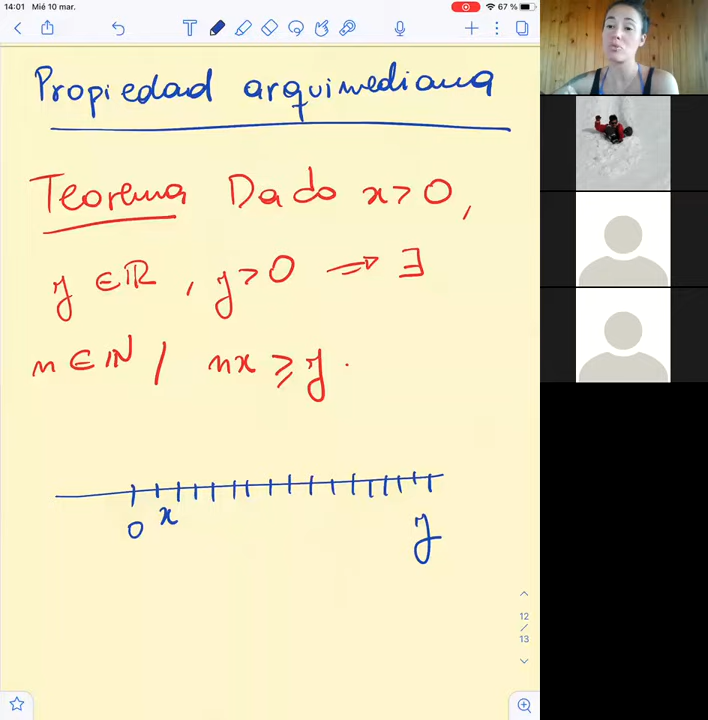 14:01 Mié 10 mar.
67 %
T
Propiedad arquimediana
Teorema Dado x>0,
y ∈ℝ, y>0 ⟹ ∃
n ∈ ℕ / nx ⩾ y.
0 x y
12
/
13